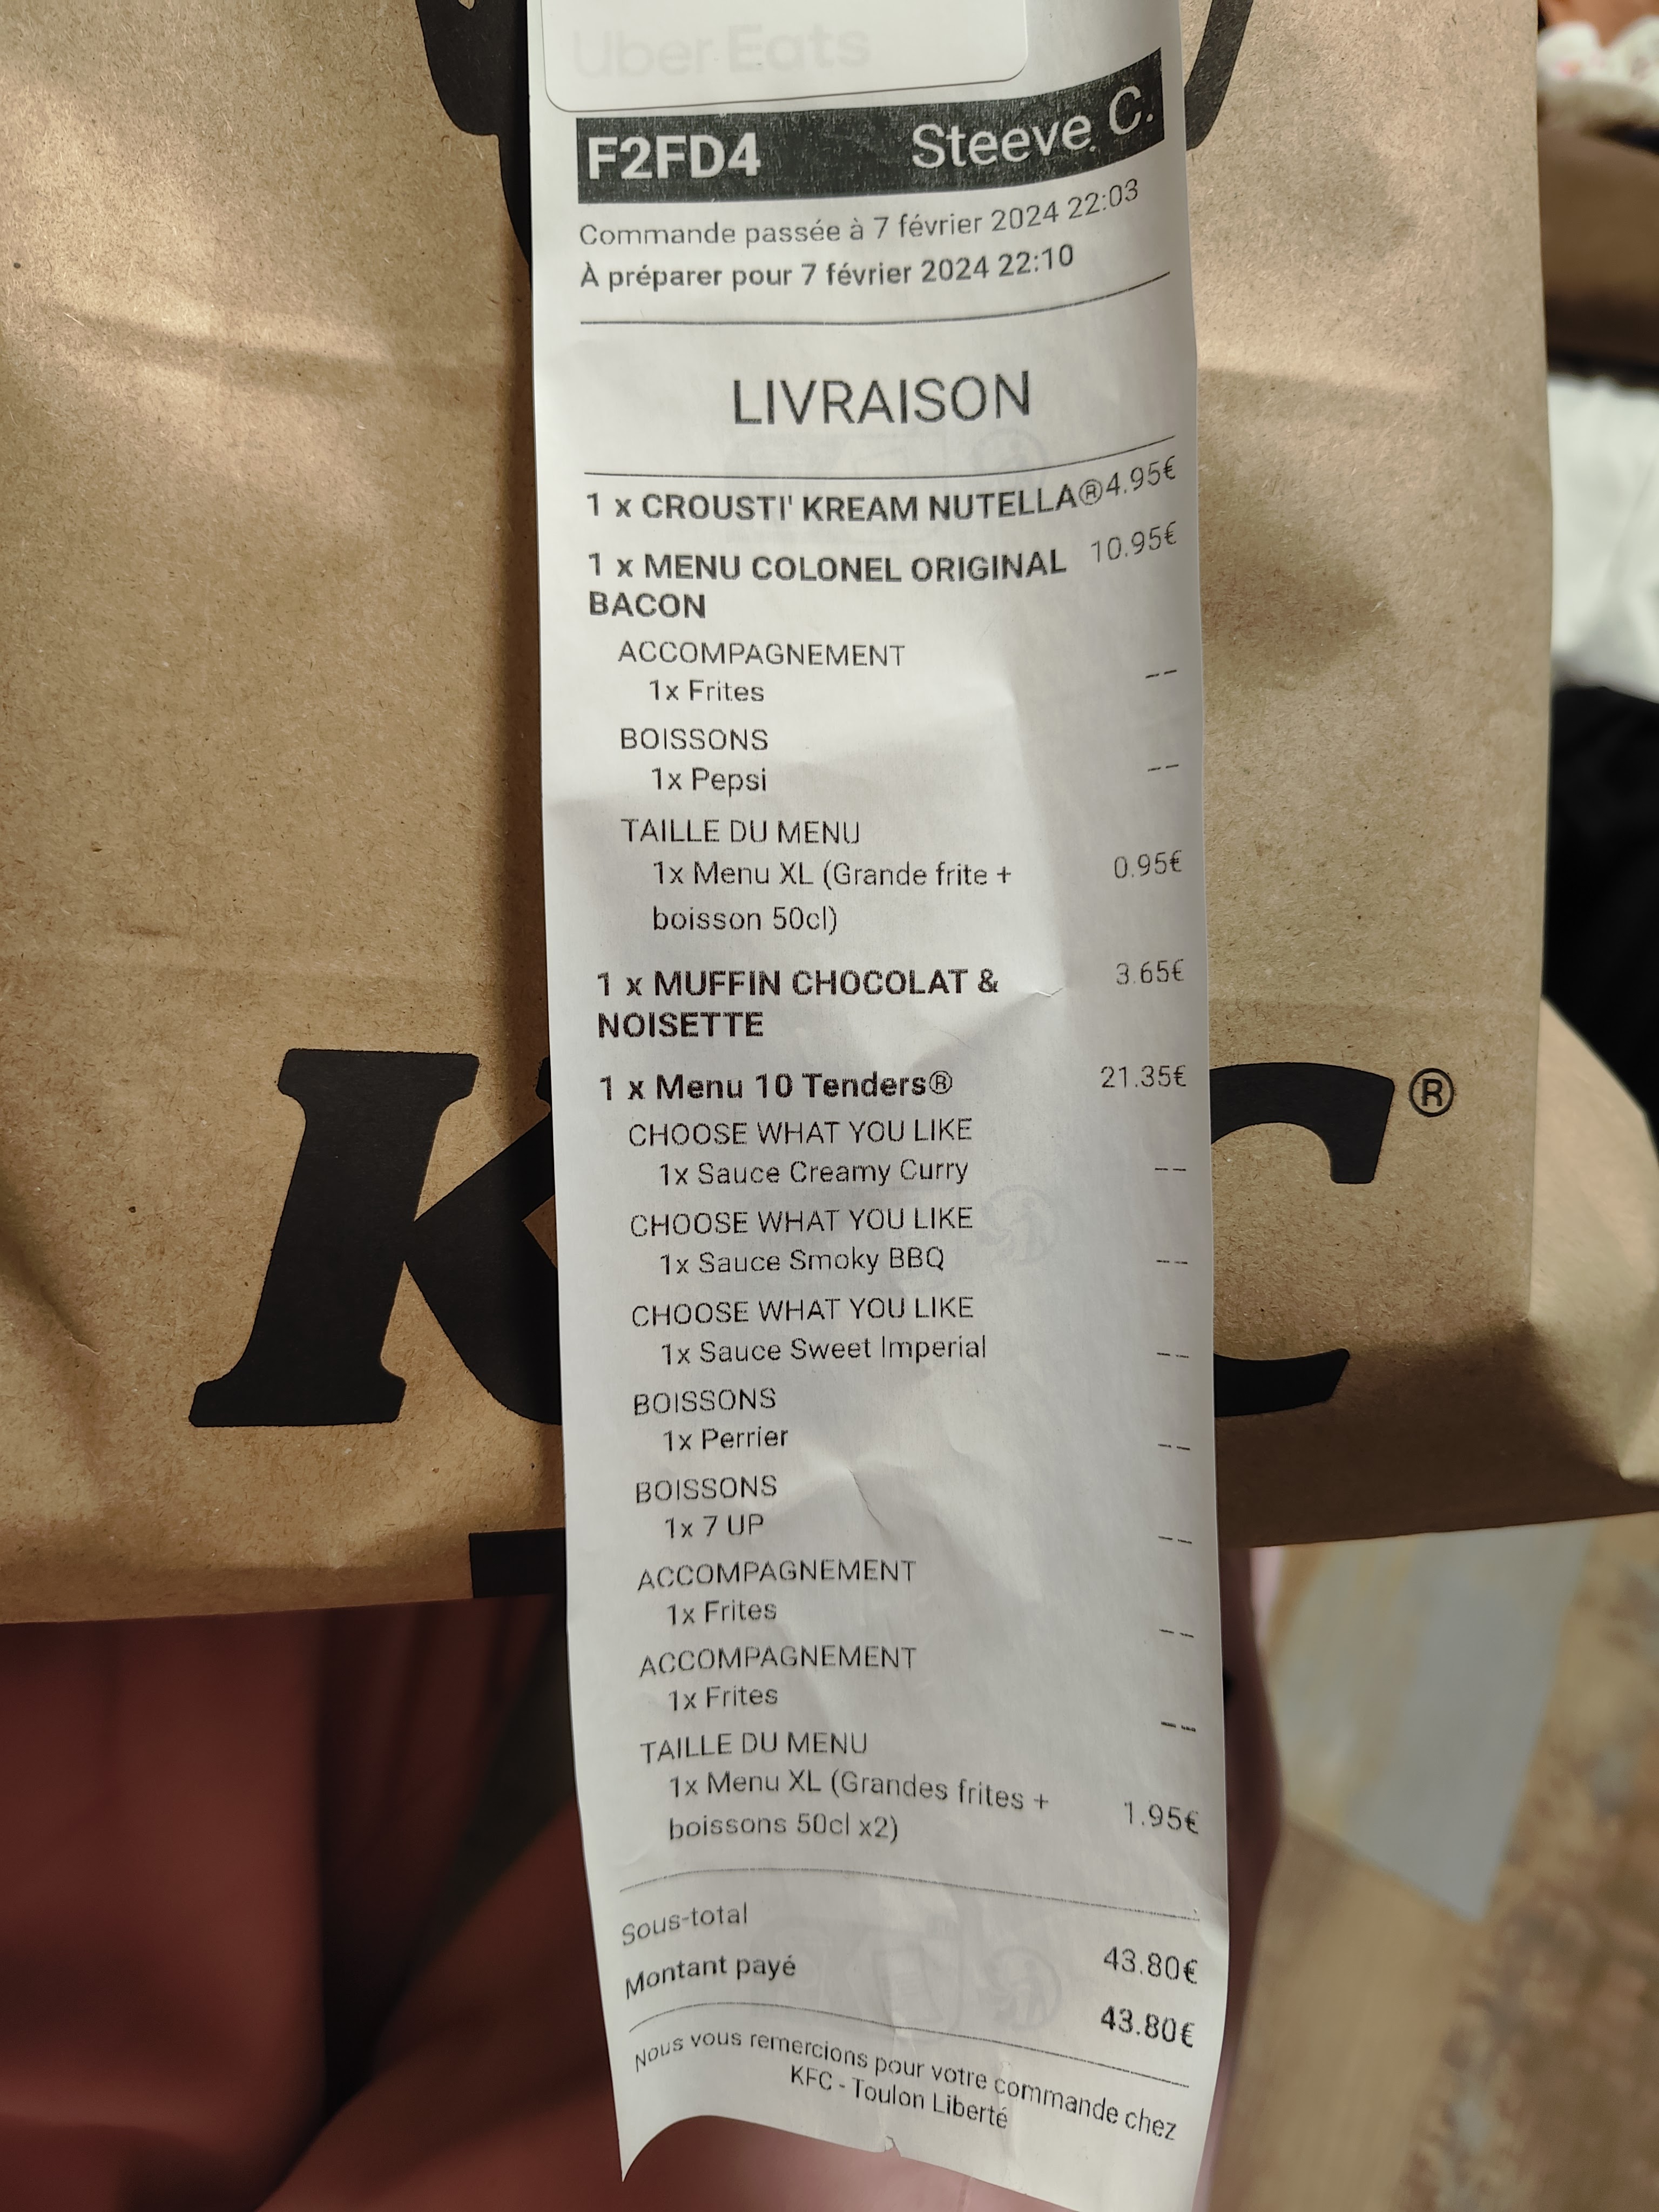 Uber Eats
F2FD4 Steeve C.
Commande passée à 7 février 2024 22:03
À préparer pour 7 février 2024 22:10
LIVRAISON
1 x CROUSTI' KREAM NUTELLA® 4.95€
1 x MENU COLONEL ORIGINAL 10.95€
BACON
ACCOMPAGNEMENT
1x Frites --
BOISSONS
1x Pepsi --
TAILLE DU MENU
1x Menu XL (Grande frite + 0.95€
boisson 50cl)
1 x MUFFIN CHOCOLAT & 3.65€
NOISETTE
1 x Menu 10 Tenders® 21.35€
CHOOSE WHAT YOU LIKE
1x Sauce Creamy Curry --
CHOOSE WHAT YOU LIKE
1x Sauce Smoky BBQ --
CHOOSE WHAT YOU LIKE
1x Sauce Sweet Imperial --
BOISSONS
1x Perrier --
BOISSONS
1x 7 UP --
ACCOMPAGNEMENT
1x Frites --
ACCOMPAGNEMENT
1x Frites --
TAILLE DU MENU
1x Menu XL (Grandes frites + 1.95€
boissons 50cl x2)
Sous-total 43.80€
Montant payé 43.80€
Nous vous remercions pour votre commande chez
KFC - Toulon Liberté
K C®